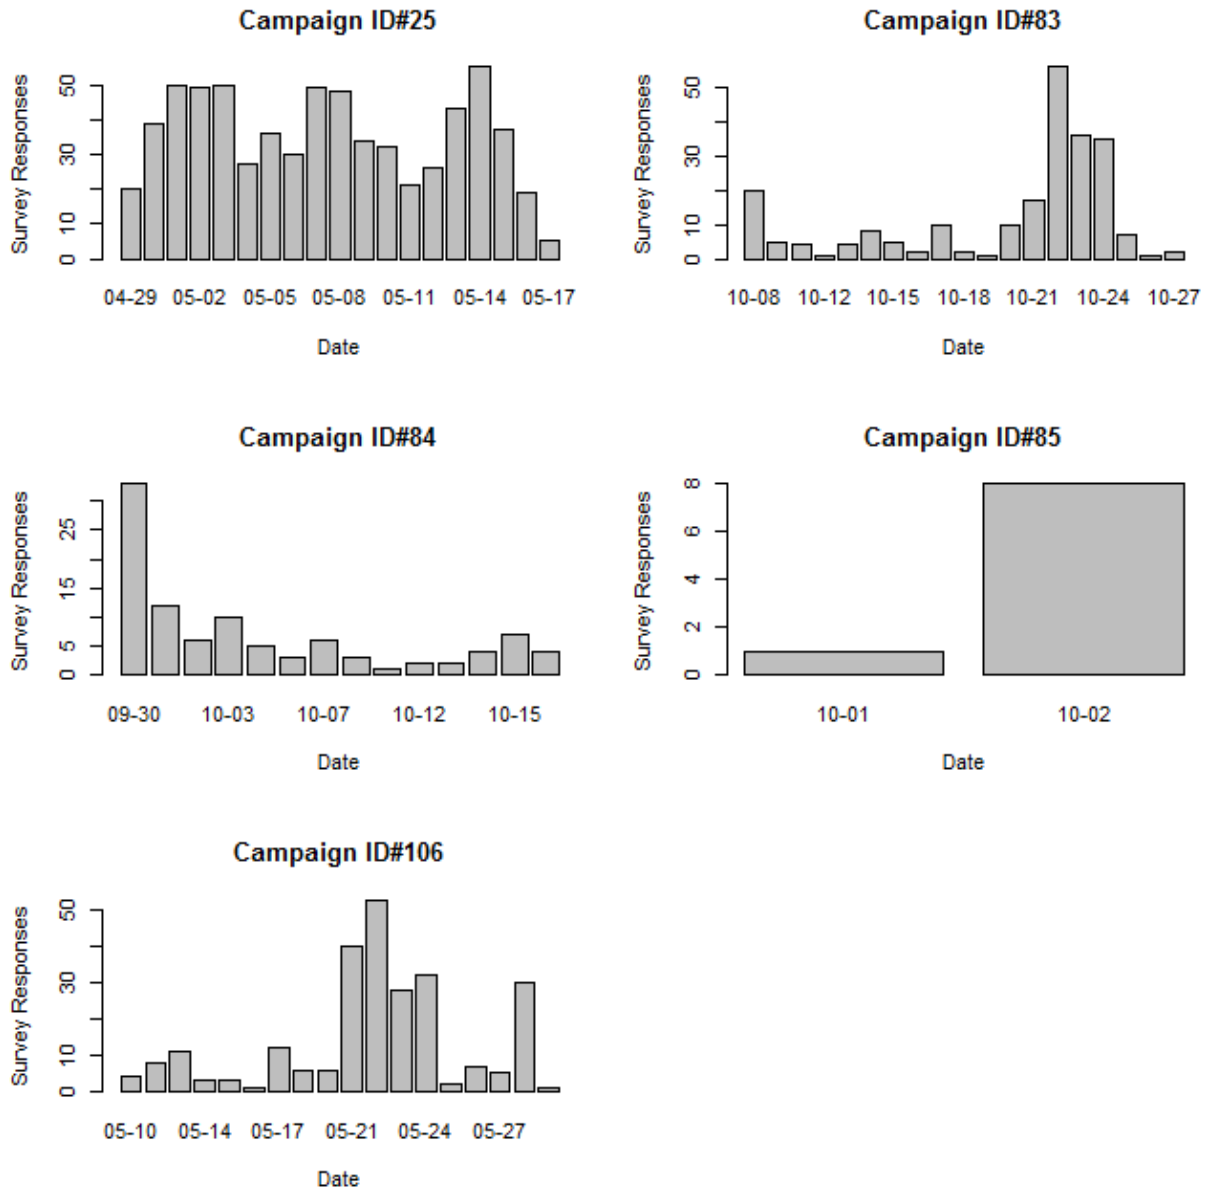 Campaign ID#25
Survey Responses
0 10 30 50
04-29 05-02 05-05 05-08 05-11 05-14 05-17
Date
Campaign ID#83
Survey Responses
0 10 30 50
10-08 10-12 10-15 10-18 10-21 10-24 10-27
Date
Campaign ID#84
Survey Responses
0 5 15 25
09-30 10-03 10-07 10-12 10-15
Date
Campaign ID#85
Survey Responses
0 2 4 6 8
10-01 10-02
Date
Campaign ID#106
Survey Responses
0 10 30 50
05-10 05-14 05-17 05-21 05-24 05-27
Date